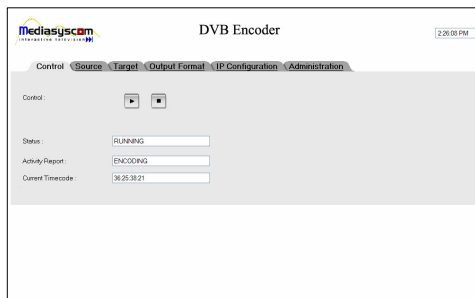 Mediasyscom
interactive television
DVB Encoder
2:26:08 PM
Control Source Target Output Format IP Configuration Administration
Control :
Status : RUNNING
Activity Report : ENCODING
Current Timecode : 36:25:38:21